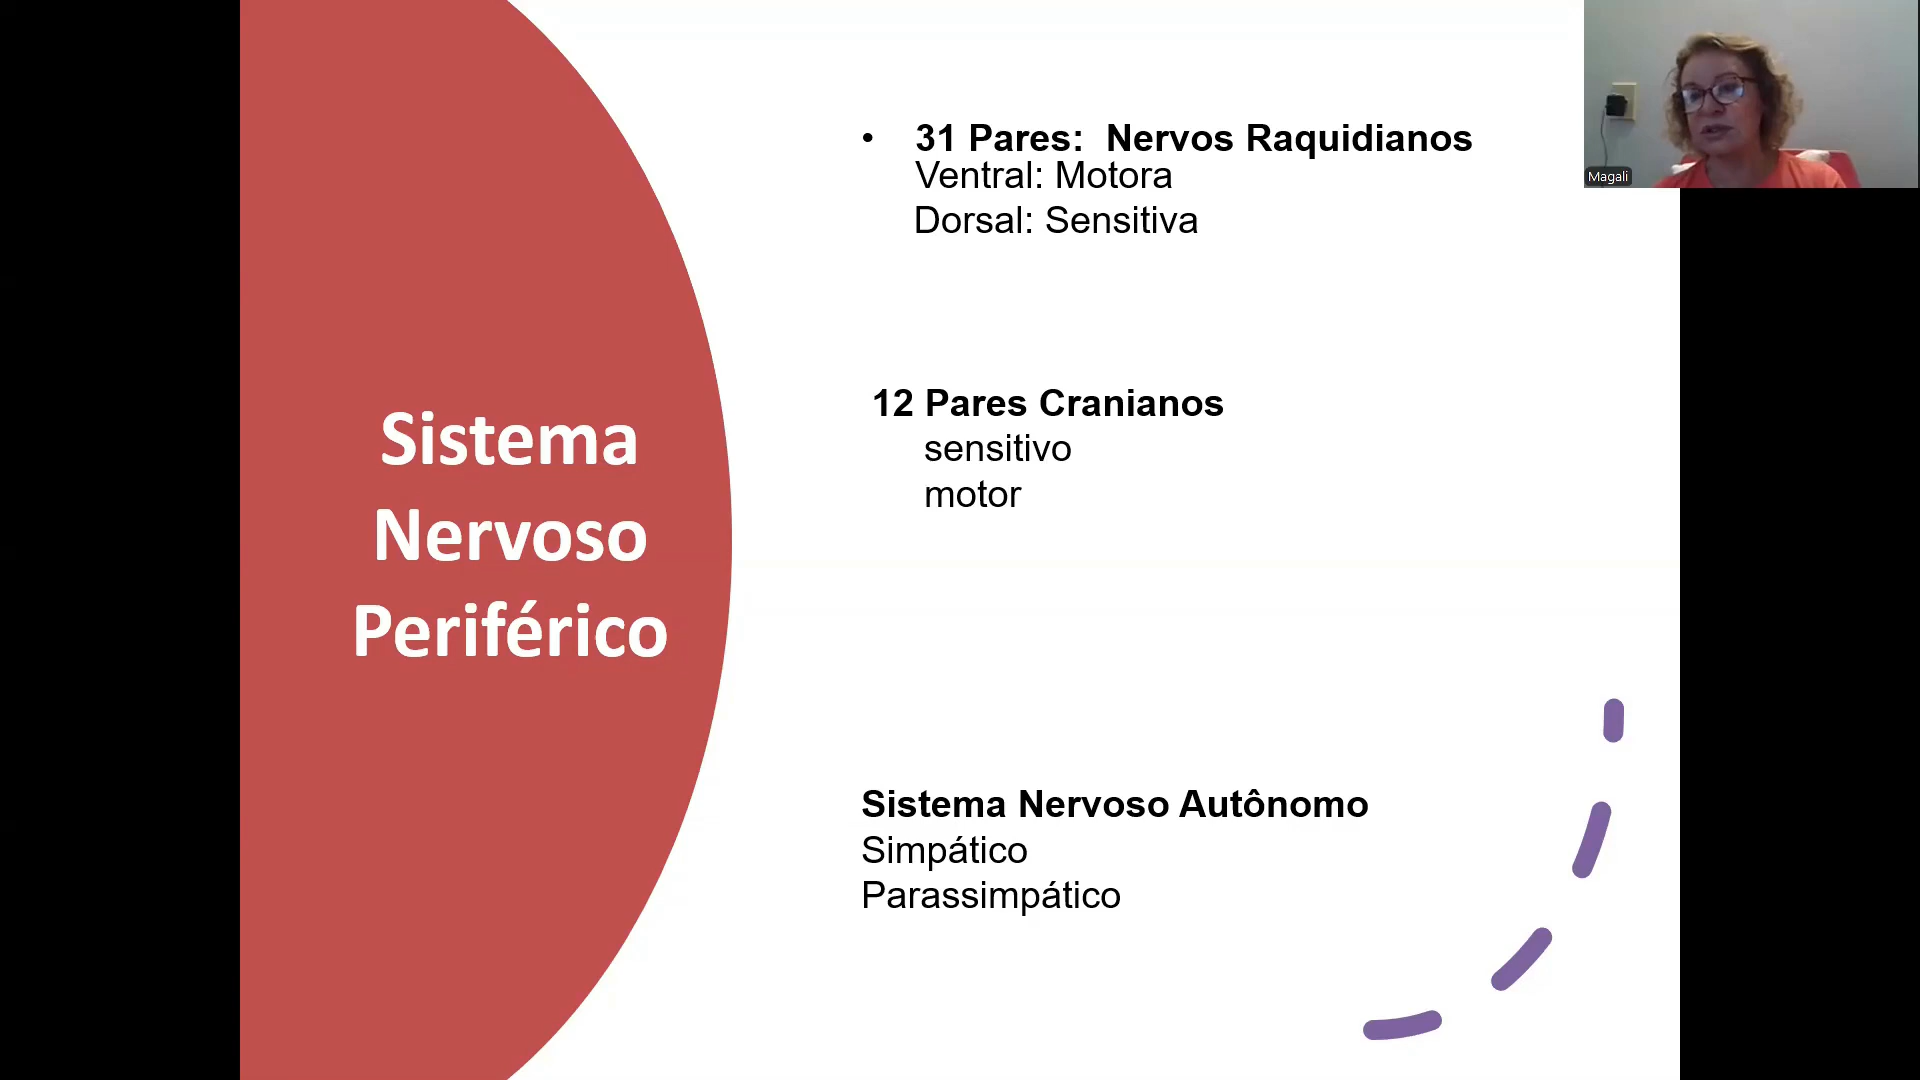 Sistema
Nervoso
Periférico
• 31 Pares: Nervos Raquidianos
Ventral: Motora
Dorsal: Sensitiva
12 Pares Cranianos
sensitivo
motor
Sistema Nervoso Autônomo
Simpático
Parassimpático
Magali